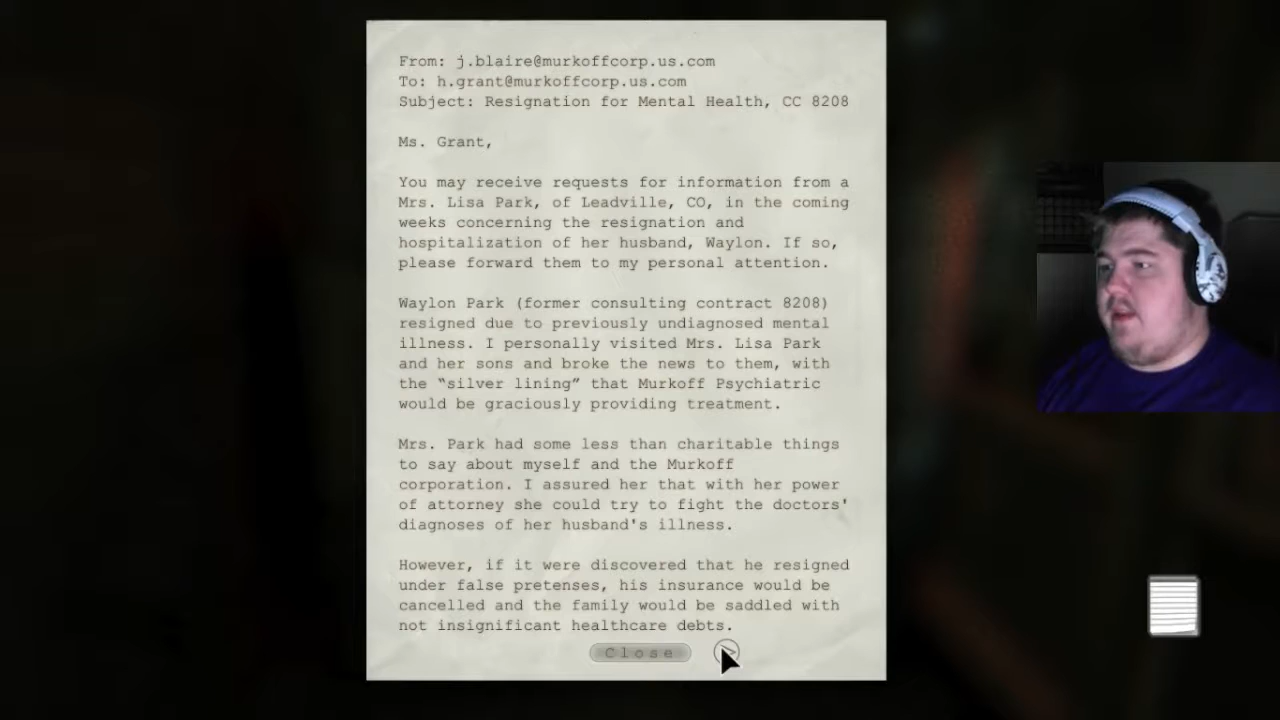 From: j.blaire@murkoffcorp.us.com
To: h.grant@murkoffcorp.us.com
Subject: Resignation for Mental Health, CC 8208
Ms. Grant,
You may receive requests for information from a
Mrs. Lisa Park, of Leadville, CO, in the coming
weeks concerning the resignation and
hospitalization of her husband, Waylon. If so,
please forward them to my personal attention.
Waylon Park (former consulting contract 8208)
resigned due to previously undiagnosed mental
illness. I personally visited Mrs. Lisa Park
and her sons and broke the news to them, with
the “silver lining” that Murkoff Psychiatric
would be graciously providing treatment.
Mrs. Park had some less than charitable things
to say about myself and the Murkoff
corporation. I assured her that with her power
of attorney she could try to fight the doctors'
diagnoses of her husband's illness.
However, if it were discovered that he resigned
under false pretenses, his insurance would be
cancelled and the family would be saddled with
not insignificant healthcare debts.
Close